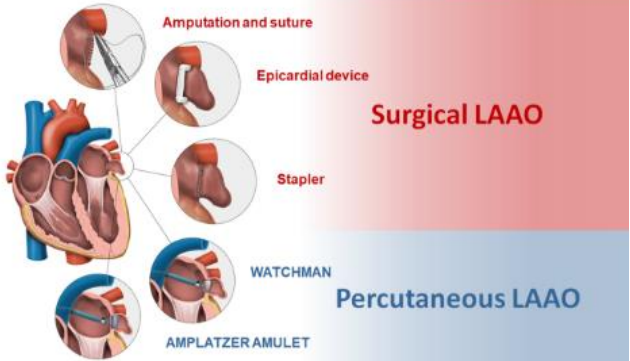 Amputation and suture
Epicardial device
Surgical LAAO
Stapler
WATCHMAN
Percutaneous LAAO
AMPLATZER AMULET